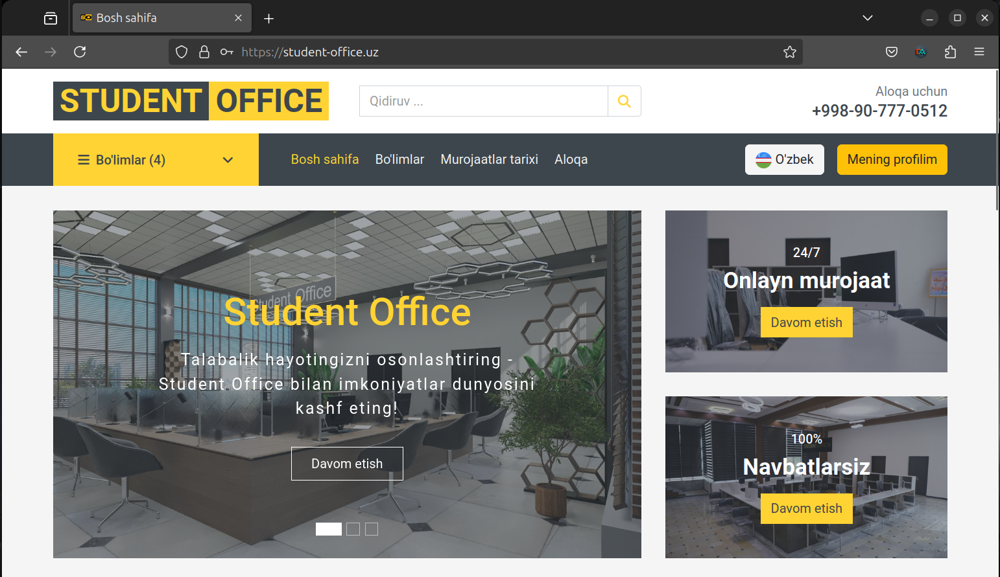 Bosh sahifa
https://student-office.uz
STUDENT OFFICE
Qidiruv ...
Aloqa uchun
+998-90-777-0512
Bo'limlar (4)
Bosh sahifa
Bo'limlar
Murojaatlar tarixi
Aloqa
O'zbek
Mening profilim
Student Office
Student Office
Talabalik hayotingizni osonlashtiring -
Student Office bilan imkoniyatlar dunyosini
kashf eting!
Davom etish
24/7
Onlayn murojaat
Davom etish
100%
Navbatlarsiz
Davom etish